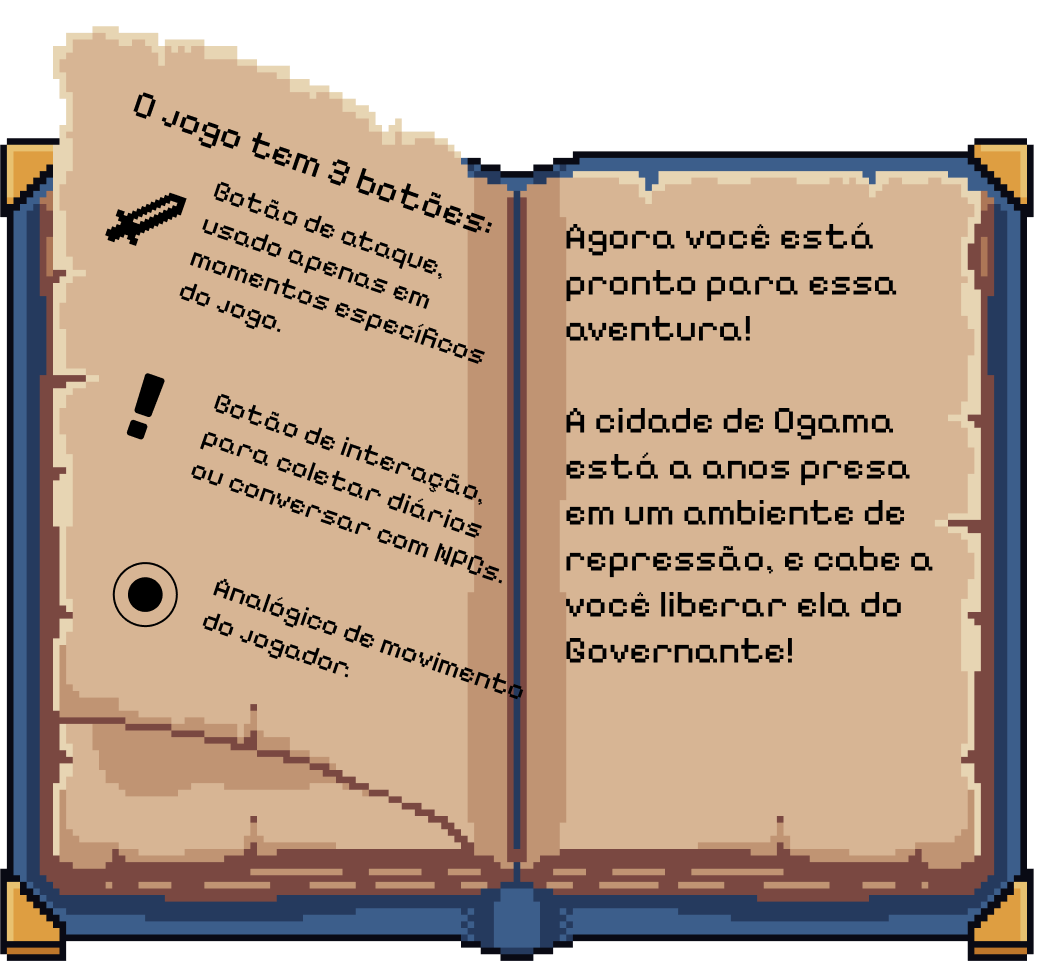 O jogo tem 3 botões:
Botão de ataque,
usado apenas em
momentos específicos
do jogo.
Botão de interação,
para coletar diários
ou conversar com NPCs.
Analógico de movimento
do jogador.
Agora você está
pronto para essa
aventura!
A cidade de Ogama
está a anos presa
em um ambiente de
repressão, e cabe a
você liberar ela do
Governante!